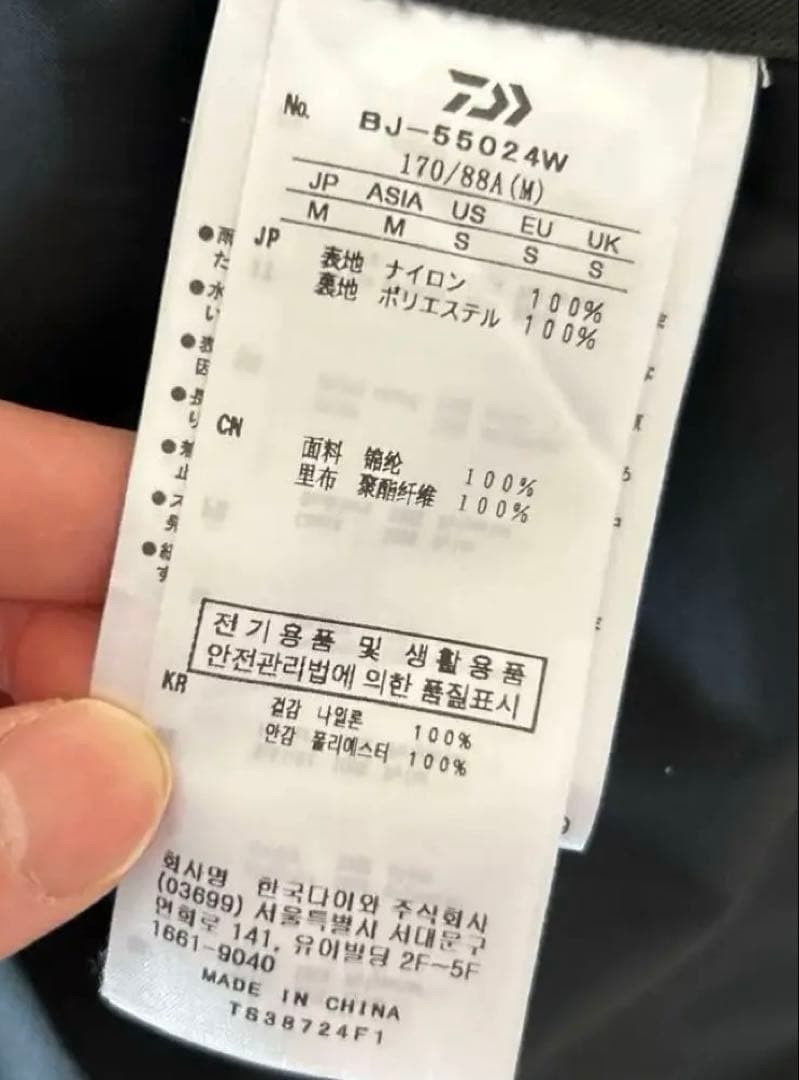 No. BJ-55024W
170/88A(M)
JP ASIA US EU UK
M M S S S
JP
表地 ナイロン 100%
裏地 ポリエステル 100%
CN
面料 锦纶 100%
里布 聚酯纤维 100%
전기용품 및 생활용품
안전관리법에 의한 품질표시
KR
겉감 나일론 100%
안감 폴리에스터 100%
회사명 한국다이와 주식회사
(03699) 서울특별시 서대문구
연희로 141, 유어빌딩 2F~5F
1661-9040
MADE IN CHINA
TS38724F1